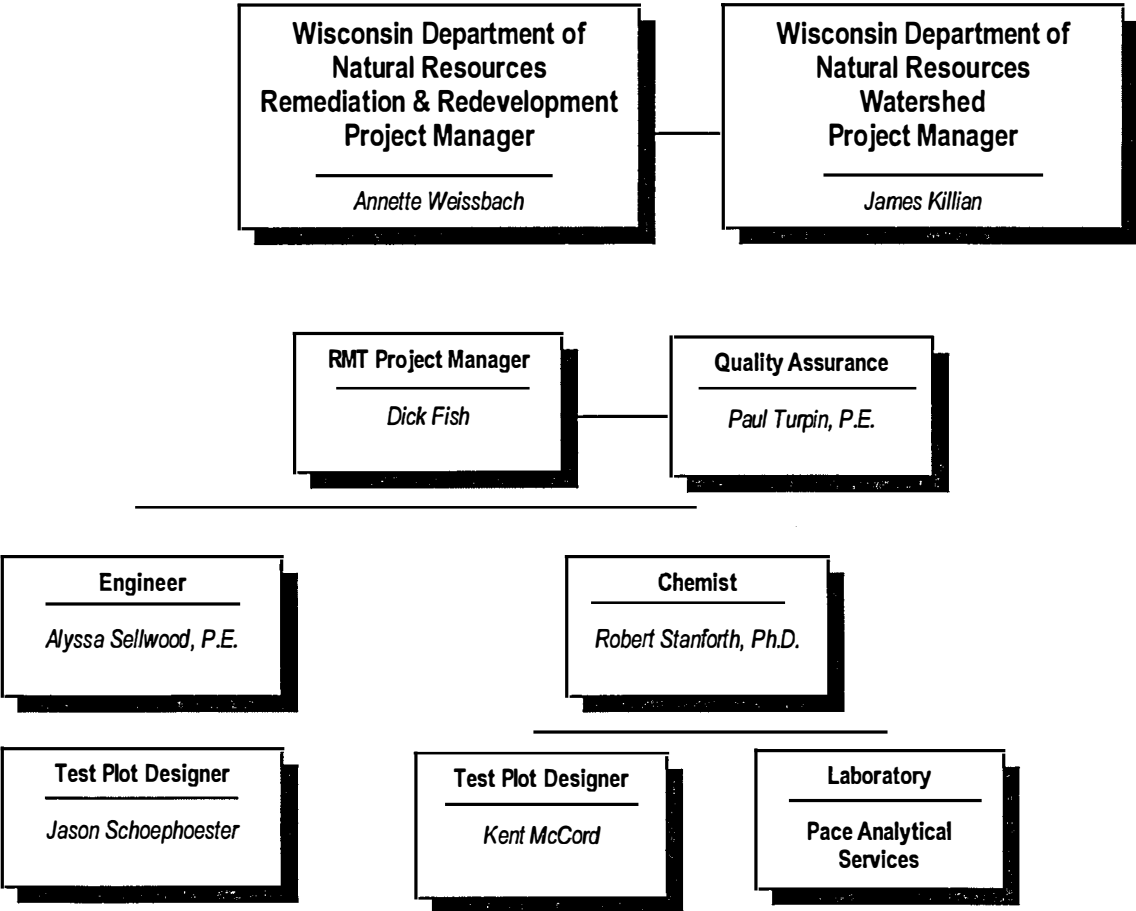 Wisconsin Department of
Natural Resources
Remediation & Redevelopment
Project Manager
Annette Weissbach
Wisconsin Department of
Natural Resources
Watershed
Project Manager
James Killian
RMT Project Manager
Dick Fish
Quality Assurance
Paul Turpin, P.E.
Engineer
Alyssa Sellwood, P.E.
Chemist
Robert Stanforth, Ph.D.
Test Plot Designer
Jason Schoephoester
Test Plot Designer
Kent McCord
Laboratory
Pace Analytical
Services